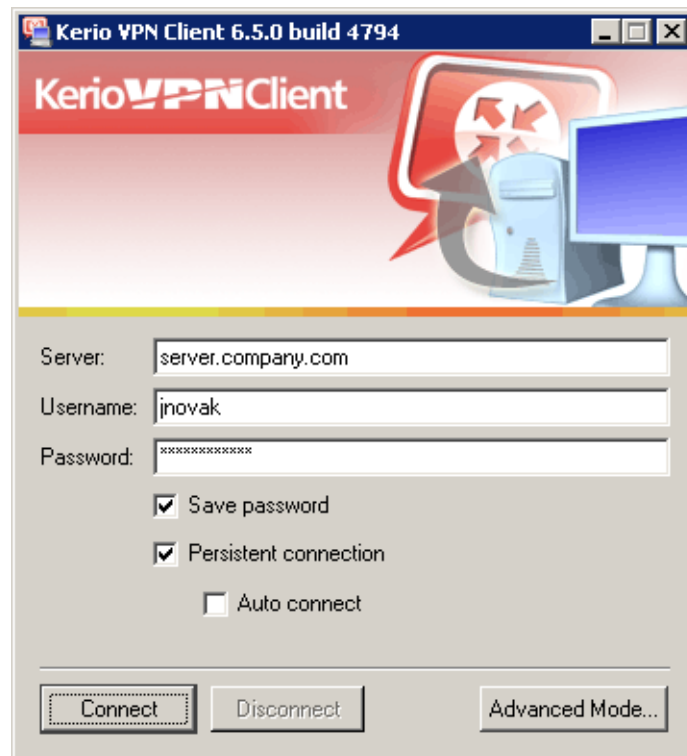 Kerio VPN Client 6.5.0 build 4794
KerioVPNClient
Server: server.company.com
Username: jnovak
Password: ************
Save password
Persistent connection
Auto connect
Connect Disconnect Advanced Mode...